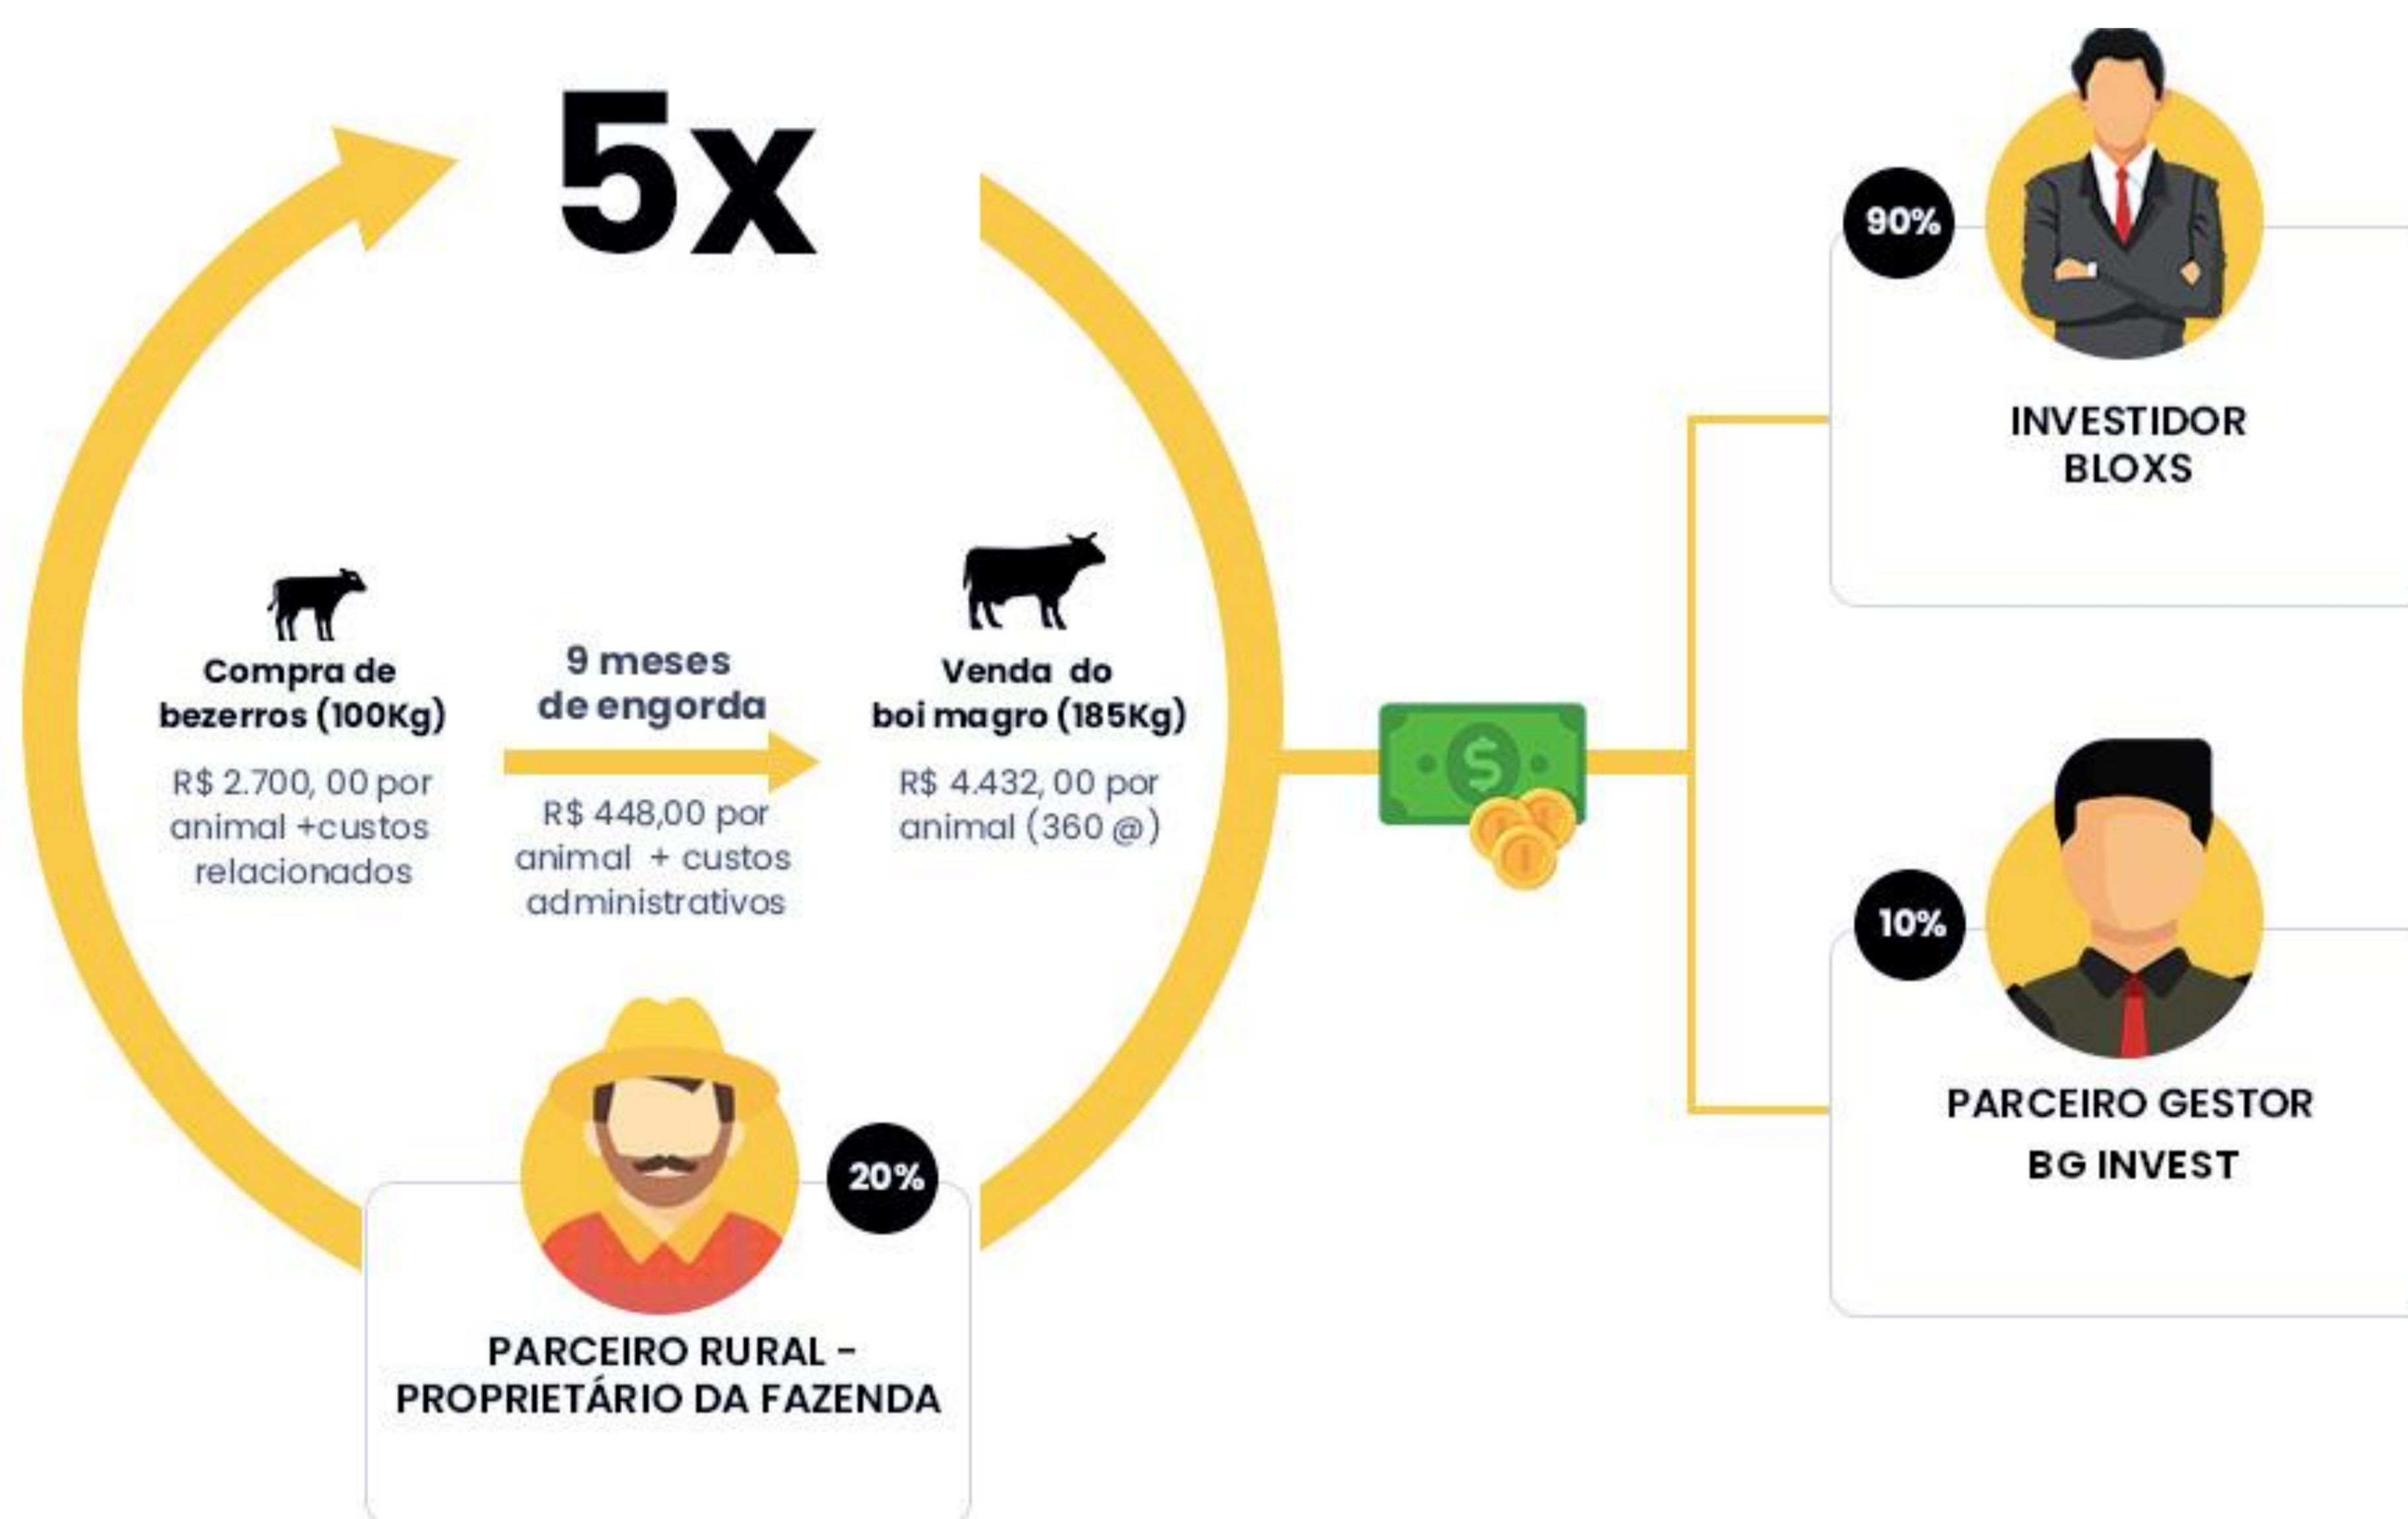 5x
Compra de
bezerros (100Kg)
R$ 2.700, 00 por
animal +custos
relacionados
9 meses
de engorda
R$ 448,00 por
animal + custos
administrativos
Venda do
boi magro (185Kg)
R$ 4.432, 00 por
animal (360 @)
20%
PARCEIRO RURAL -
PROPRIETÁRIO DA FAZENDA
$
90%
INVESTIDOR
BLOXS
10%
PARCEIRO GESTOR
BG INVEST